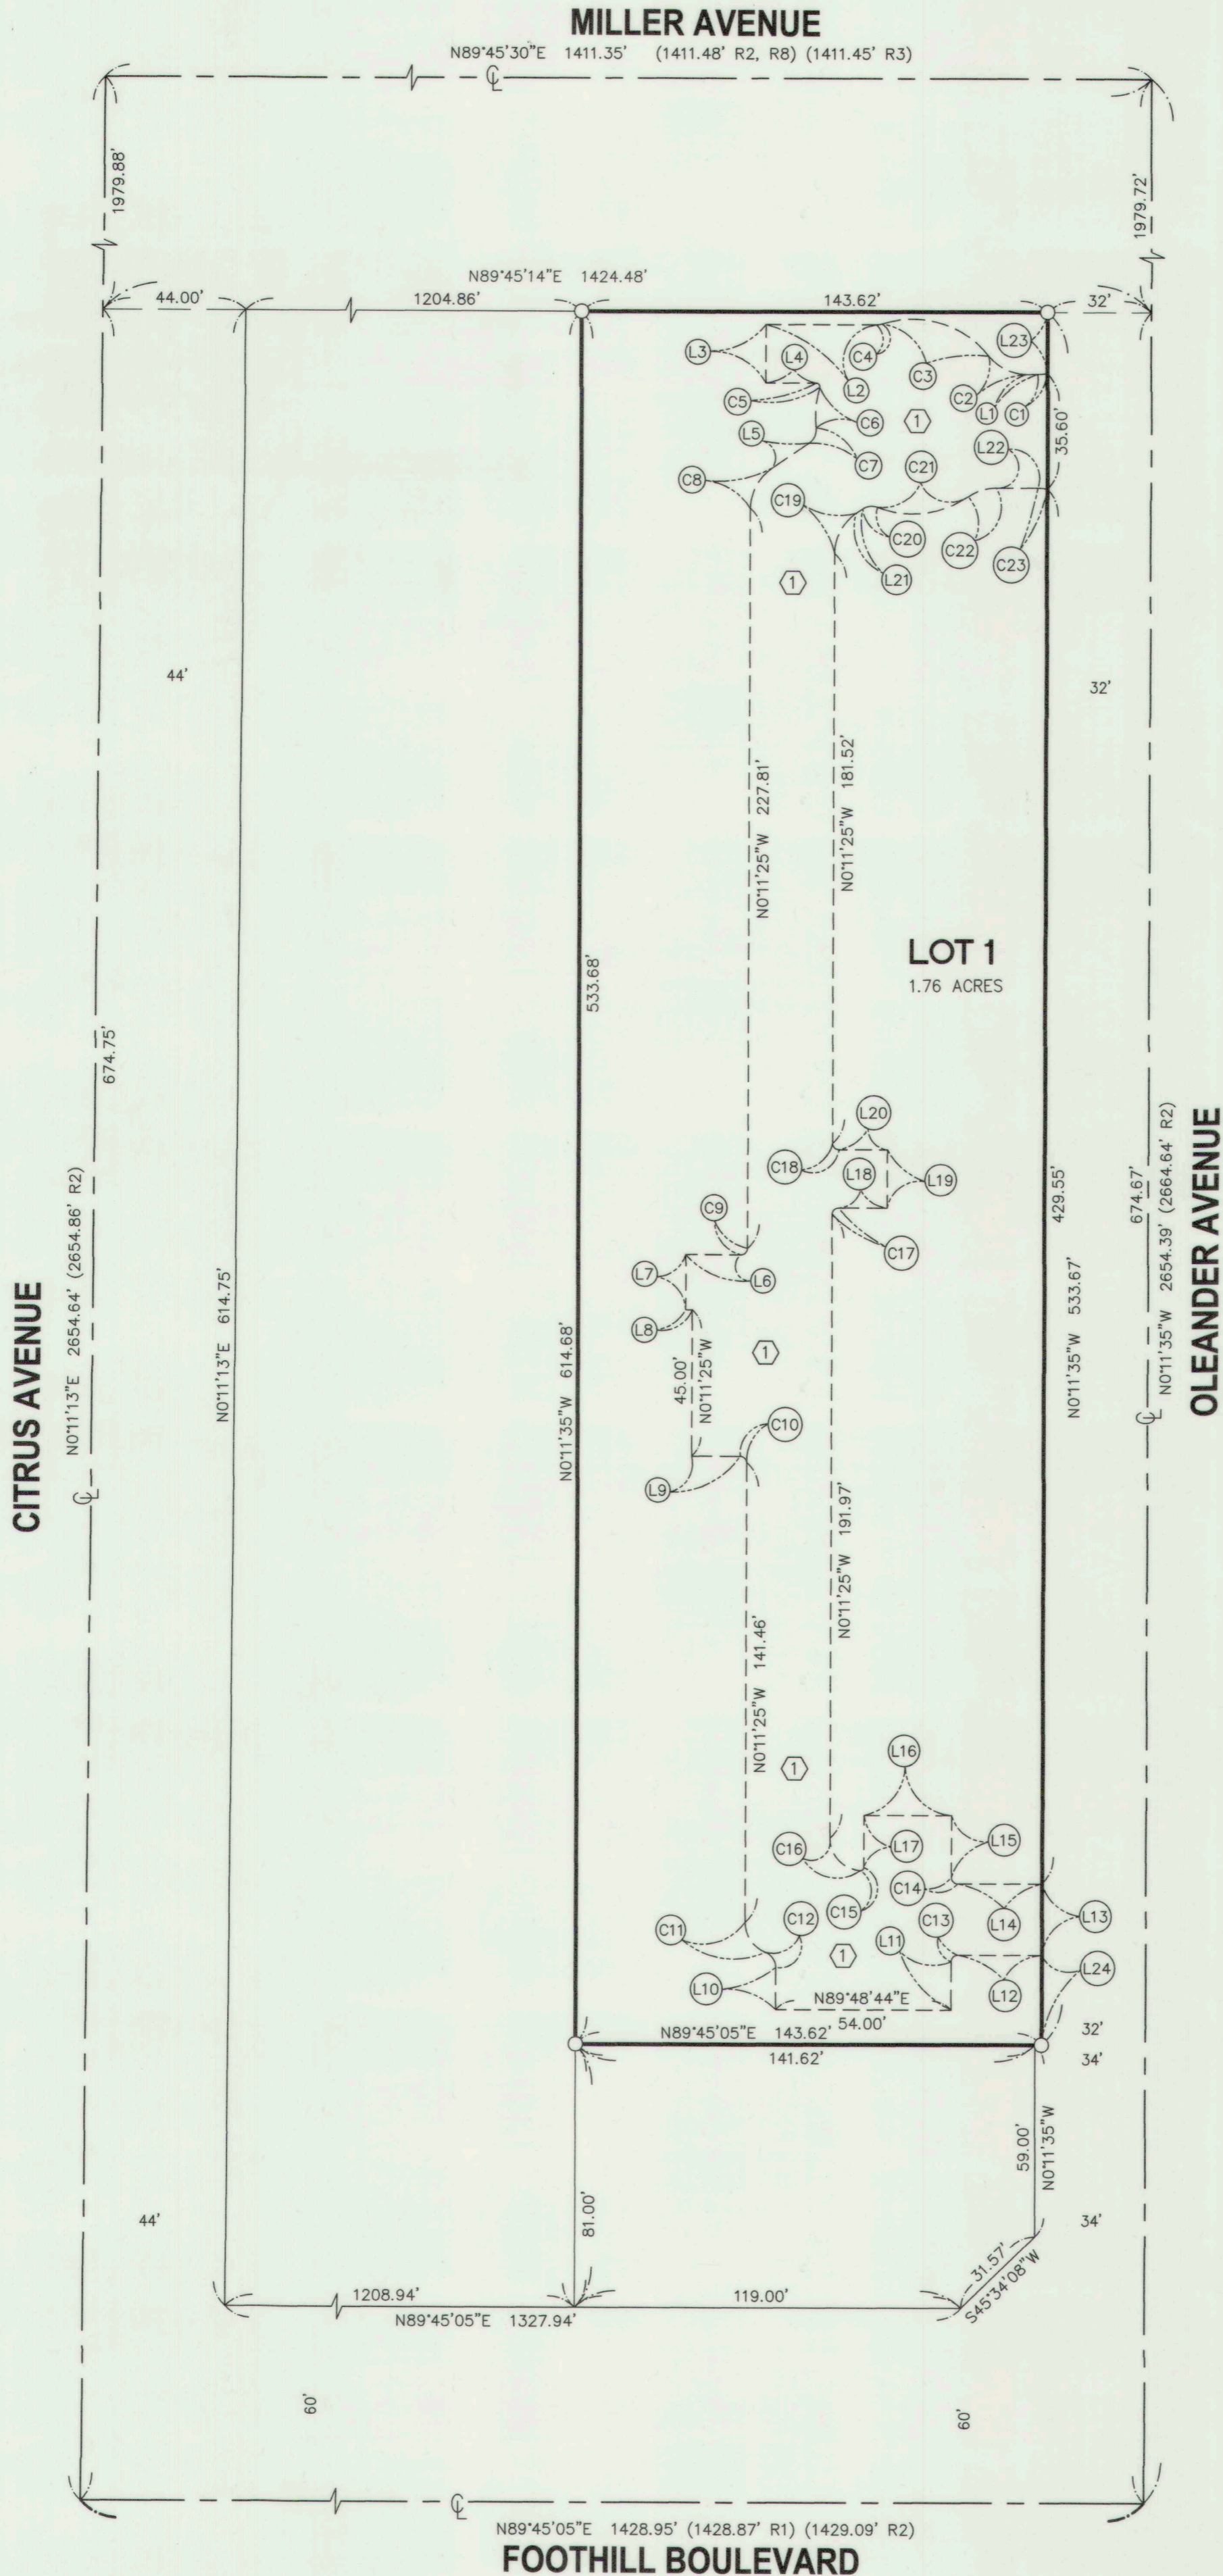 MILLER AVENUE
N89°45'30"E 1411.35' (1411.48' R2, R8) (1411.45' R3)
℄
1979.88'
1979.72'
N89°45'14"E 1424.48'
44.00'
1204.86'
143.62'
32'
L3
L4
C4
L23
C3
C5
L2
C2
L1
C1
C6
1
35.60'
L5
L22
C7
C21
C8
C19
C20
C22
C23
L21
1
44'
32'
N0°11'25"W 227.81'
N0°11'25"W 181.52'
LOT 1
1.76 ACRES
533.68'
674.75'
L20
C18
L18
L19
C9
C17
L7
L6
L8
1
45.00'
N0°11'25"W
C10
L9
429.55'
N0°11'35"W 533.67'
674.67'
N0°11'35"W 2654.39' (2664.64' R2)
℄
OLEANDER AVENUE
CITRUS AVENUE
N0°11'13"E 2654.64' (2654.86' R2)
℄
N0°11'13"E 614.75'
N0°11'35"W 614.68'
N0°11'25"W 191.97'
N0°11'25"W 141.46'
L16
1
C16
L17
L15
C14
C15
C12
C13
L14
L13
C11
L11
1
L24
L10
L12
N89°48'44"E
54.00'
N89°45'05"E 143.62'
32'
141.62'
34'
59.00'
N0°11'35"W
81.00'
44'
34'
31.57'
S45°34'08"W
1208.94'
119.00'
N89°45'05"E 1327.94'
60'
60'
℄
N89°45'05"E 1428.95' (1428.87' R1) (1429.09' R2)
FOOTHILL BOULEVARD